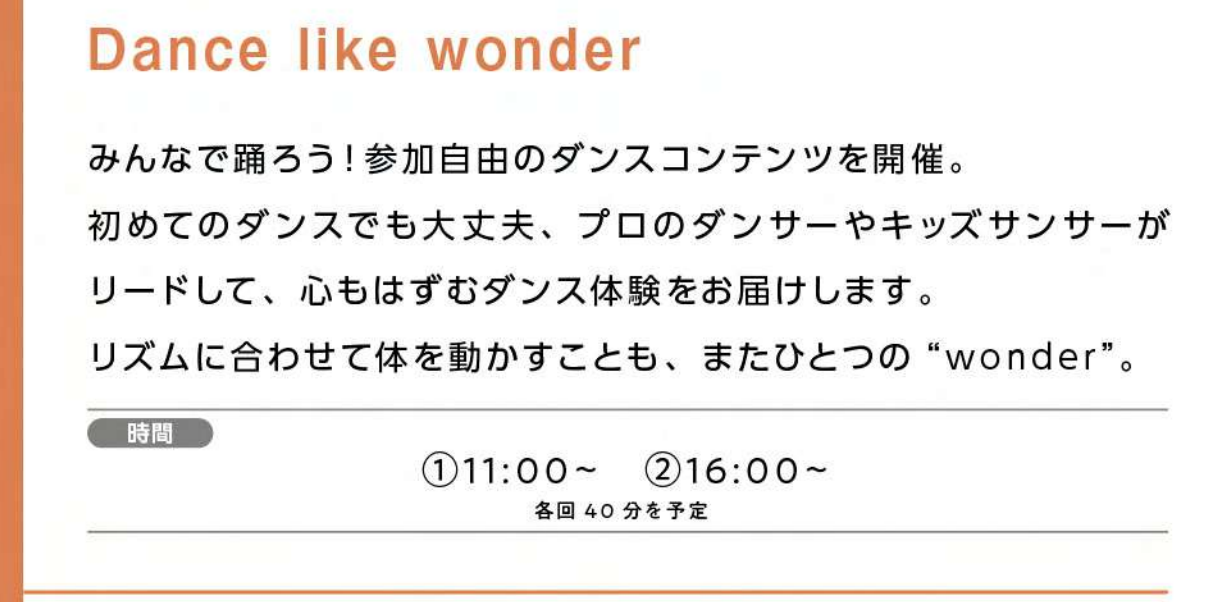 Dance like wonder
みんなで踊ろう！参加自由のダンスコンテンツを開催。
初めてのダンスでも大丈夫、プロのダンサーやキッズサンサーが
リードして、心もはずむダンス体験をお届けします。
リズムに合わせて体を動かすことも、またひとつの“wonder”。
時間
①11:00~　②16:00~
各回40分を予定